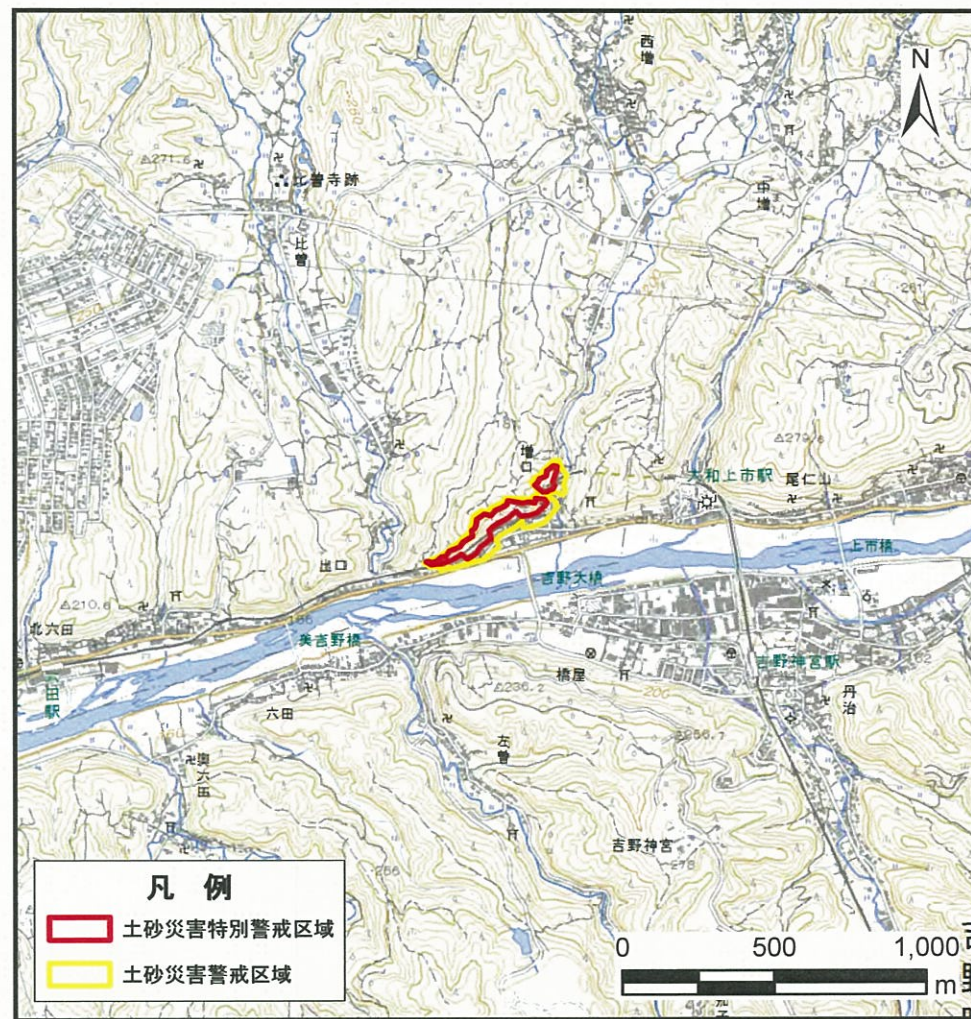 西増
N
△271.6
比曽寺跡
中増
比曽
261
増口
△279.6
大和上市駅
尾仁山
上市橋
出口
吉野大橋
△210.6
北六田
美吉野橋
吉野神宮駅
橋屋
△236.2
200
六田
丹治
左曽
奥六田
吉野神宮
278
266
凡 例
土砂災害特別警戒区域
土砂災害警戒区域
0 500 1,000
m